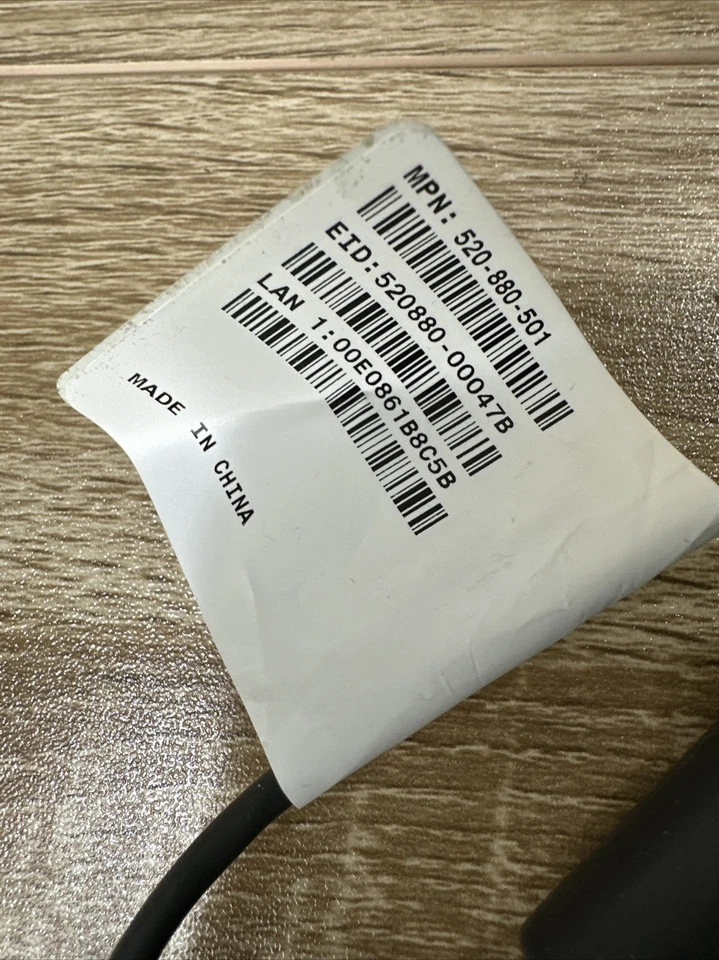 MPN: 520-880-501
EID:520880-00047B
LAN 1:00E0861B8C5B
MADE IN CHINA